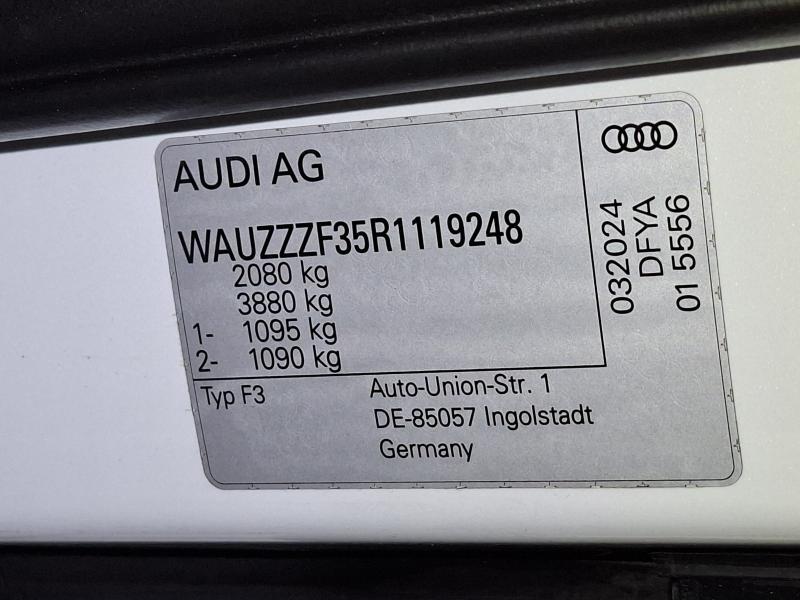 AUDI AG
WAUZZZF35R1119248
2080 kg
3880 kg
1- 1095 kg
2- 1090 kg
Typ F3
Auto-Union-Str. 1
DE-85057 Ingolstadt
Germany
032024
DFYA
01 5556